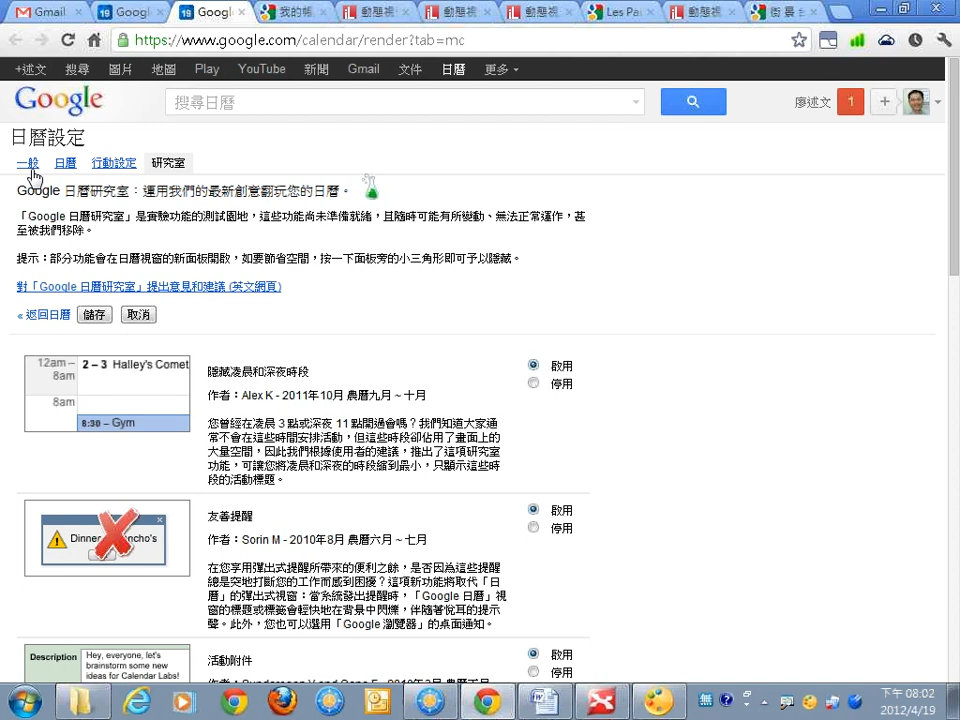 Gmail
Googl
Googl
我的帳
動態視
動態視
動態視
Les Pa
動態視
街 景
https://www.google.com/calendar/render?tab=mc
+述文 搜尋 圖片 地圖 Play YouTube 新聞 Gmail 文件 日曆 更多
Google
搜尋日曆
廖述文 1 +
日曆設定
一般 日曆 行動設定 研究室
Google 日曆研究室：運用我們的最新創意翻玩您的日曆。
「Google 日曆研究室」是實驗功能的測試園地，這些功能尚未準備就緒，且隨時可能有所變動、無法正常運作，甚
至被我們移除。
提示：部分功能會在日曆視窗的新面板開啟，如要節省空間，按一下面板旁的小三角形即可予以隱藏。
對「Google 日曆研究室」提出意見和建議 (英文網頁)
« 返回日曆 儲存 取消
12am –
8am
2 – 3 Halley's Comet
8am
8:30 – Gym
隱藏凌晨和深夜時段
作者：Alex K - 2011年10月 農曆九月 ~ 十月
您曾經在凌晨 3 點或深夜 11 點開過會嗎？我們知道大家通
常不會在這些時間安排活動，但這些時段卻佔用了畫面上的
大量空間，因此我們根據使用者的建議，推出了這項研究室
功能，可讓您將凌晨和深夜的時段縮到最小，只顯示這些時
段的活動標題。
啟用
停用
Dinner
ncho's
友善提醒
作者：Sorin M - 2010年8月 農曆六月 ~ 七月
在您享用彈出式提醒所帶來的便利之餘，是否因為這些提醒
總是突地打斷您的工作而感到困擾？這項新功能將取代「日
曆」的彈出式視窗：當系統發出提醒時，「Google 日曆」視
窗的標題或標籤會輕快地在背景中閃爍，伴隨著悅耳的提示
聲。此外，您也可以選用「Google 瀏覽器」的桌面通知。
啟用
停用
Description
Hey, everyone, let's
brainstorm some new
ideas for Calendar Labs!
活動附件
啟用
停用
下午 08:02
2012/4/19